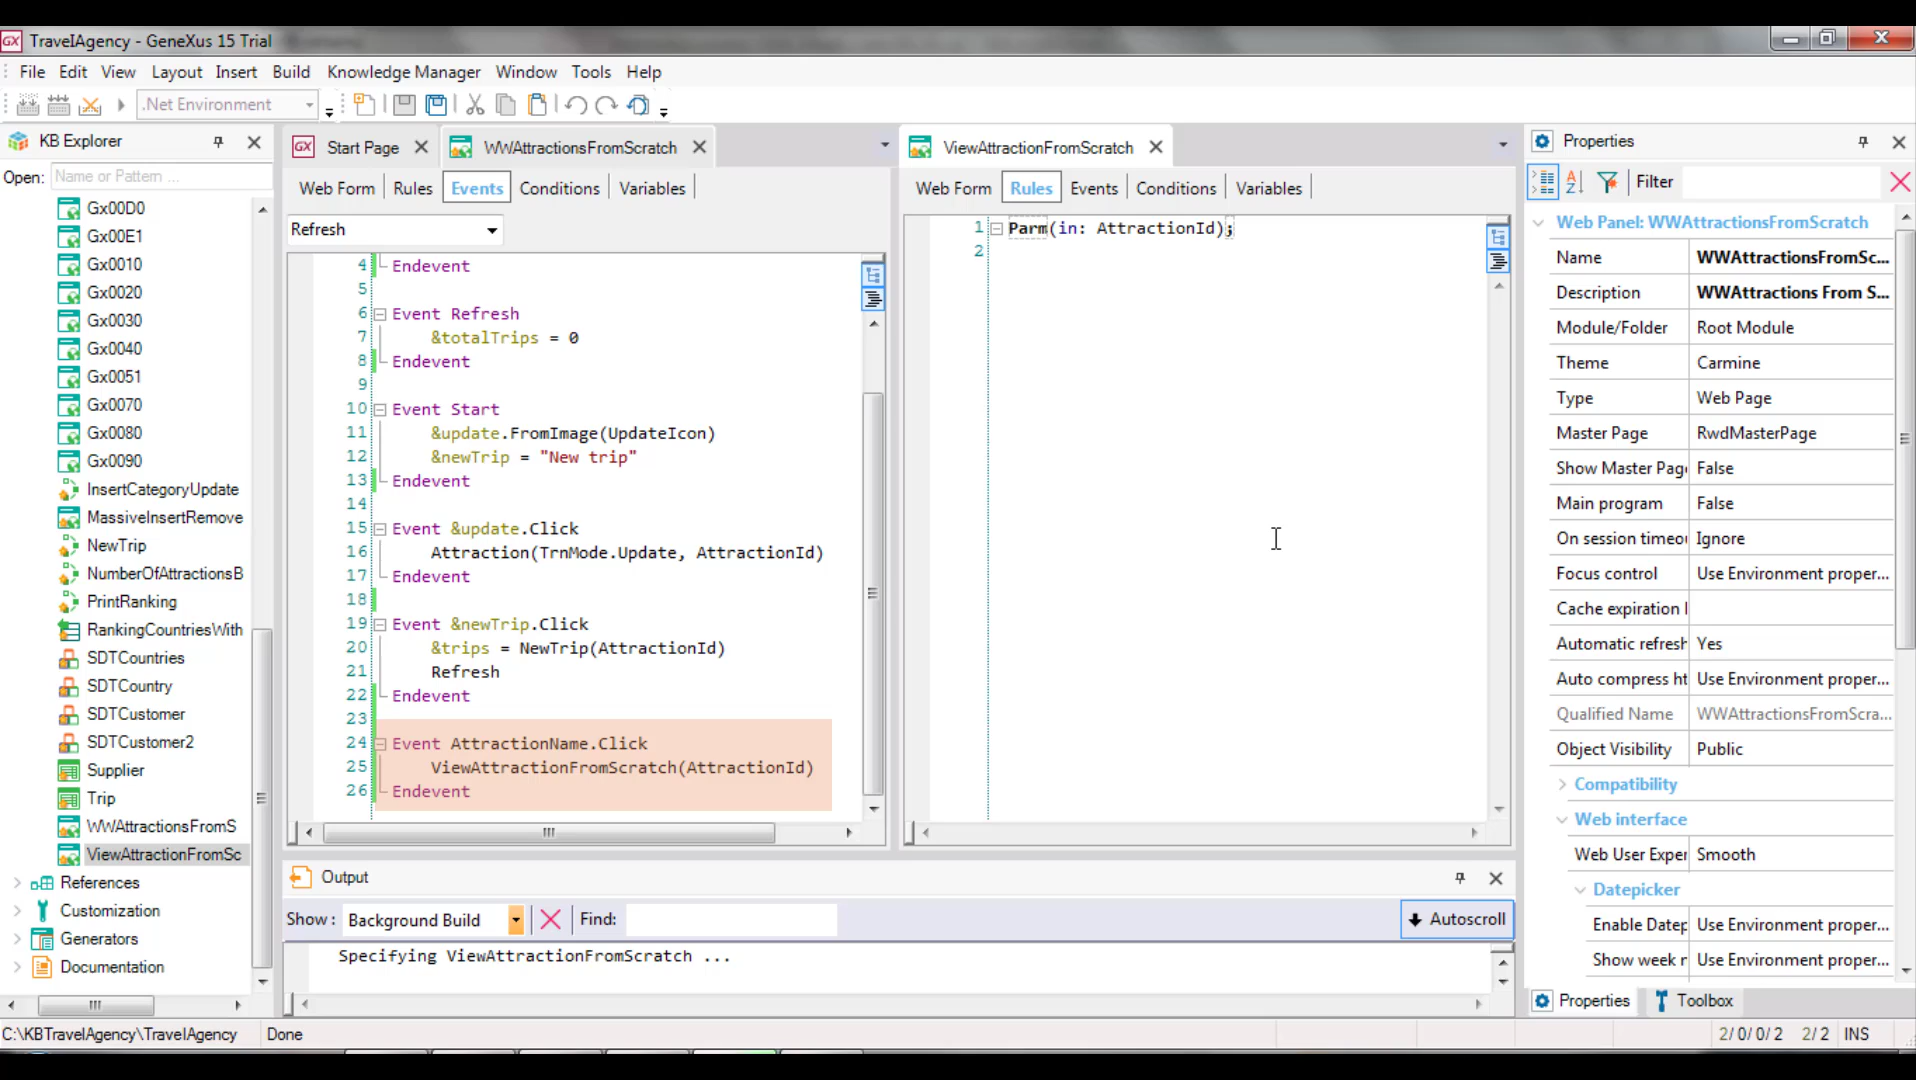 TravelAgency - GeneXus 15 Trial
File Edit View Layout Insert Build Knowledge Manager Window Tools Help
.Net Environment
KB Explorer
Open: Name or Pattern ...
Gx00D0
Gx00E1
Gx0010
Gx0020
Gx0030
Gx0040
Gx0051
Gx0070
Gx0080
Gx0090
InsertCategoryUpdate
MassiveInsertRemove
NewTrip
NumberOfAttractionsB
PrintRanking
RankingCountriesWith
SDTCountries
SDTCountry
SDTCustomer
SDTCustomer2
Supplier
Trip
WWAttractionsFromS
ViewAttractionFromSc
References
Customization
Generators
Documentation
Start Page WWAttractionsFromScratch
Web Form Rules Events Conditions Variables
Refresh
4 Endevent
5
6 Event Refresh
7 &totalTrips = 0
8 Endevent
9
10 Event Start
11 &update.FromImage(UpdateIcon)
12 &newTrip = "New trip"
13 Endevent
14
15 Event &update.Click
16 Attraction(TrnMode.Update, AttractionId)
17 Endevent
18
19 Event &newTrip.Click
20 &trips = NewTrip(AttractionId)
21 Refresh
22 Endevent
23
24 Event AttractionName.Click
25 ViewAttractionFromScratch(AttractionId)
26 Endevent
ViewAttractionFromScratch
Web Form Rules Events Conditions Variables
1 Parm(in: AttractionId);
2
Output
Show: Background Build Find: Autoscroll
Specifying ViewAttractionFromScratch ...
Properties
Filter
Web Panel: WWAttractionsFromScratch
Name WWAttractionsFromSc...
Description WWAttractions From S...
Module/Folder Root Module
Theme Carmine
Type Web Page
Master Page RwdMasterPage
Show Master Pag False
Main program False
On session timeou Ignore
Focus control Use Environment proper...
Cache expiration l
Automatic refresh Yes
Auto compress ht Use Environment proper...
Qualified Name WWAttractionsFromScra...
Object Visibility Public
Compatibility
Web interface
Web User Exper Smooth
Datepicker
Enable Datep Use Environment proper...
Show week n Use Environment proper...
Properties Toolbox
C:\KBTravelAgency\TravelAgency Done 2/0/0/2 2/2 INS